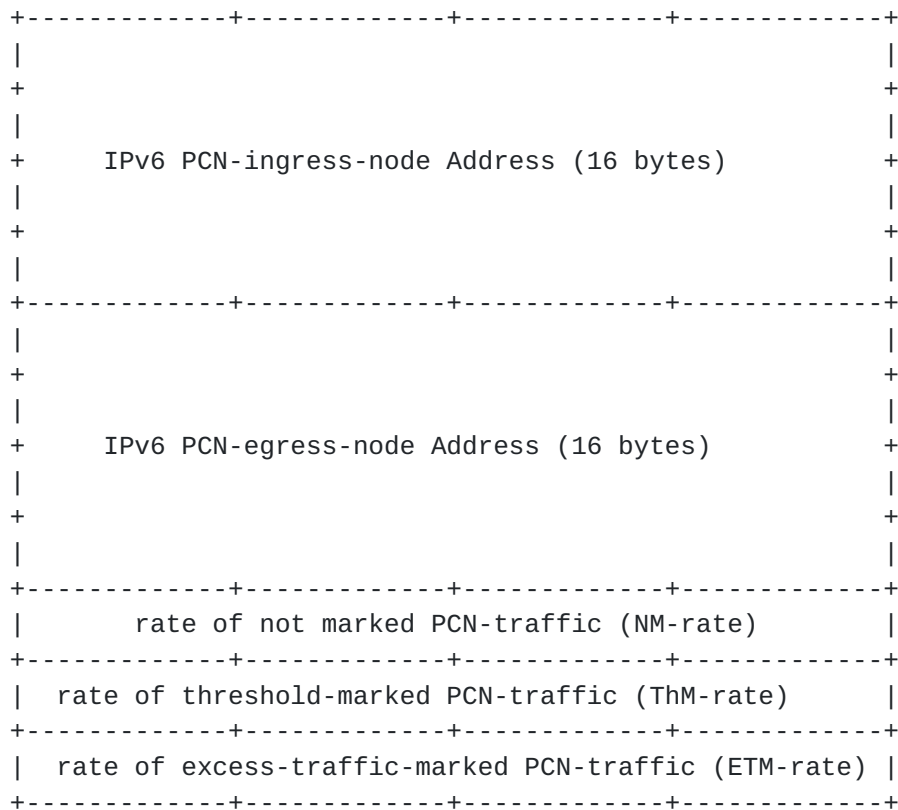 IPv6 PCN-ingress-node Address (16 bytes)
IPv6 PCN-egress-node Address (16 bytes)
rate of not marked PCN-traffic (NM-rate)
rate of threshold-marked PCN-traffic (ThM-rate)
rate of excess-traffic-marked PCN-traffic (ETM-rate)